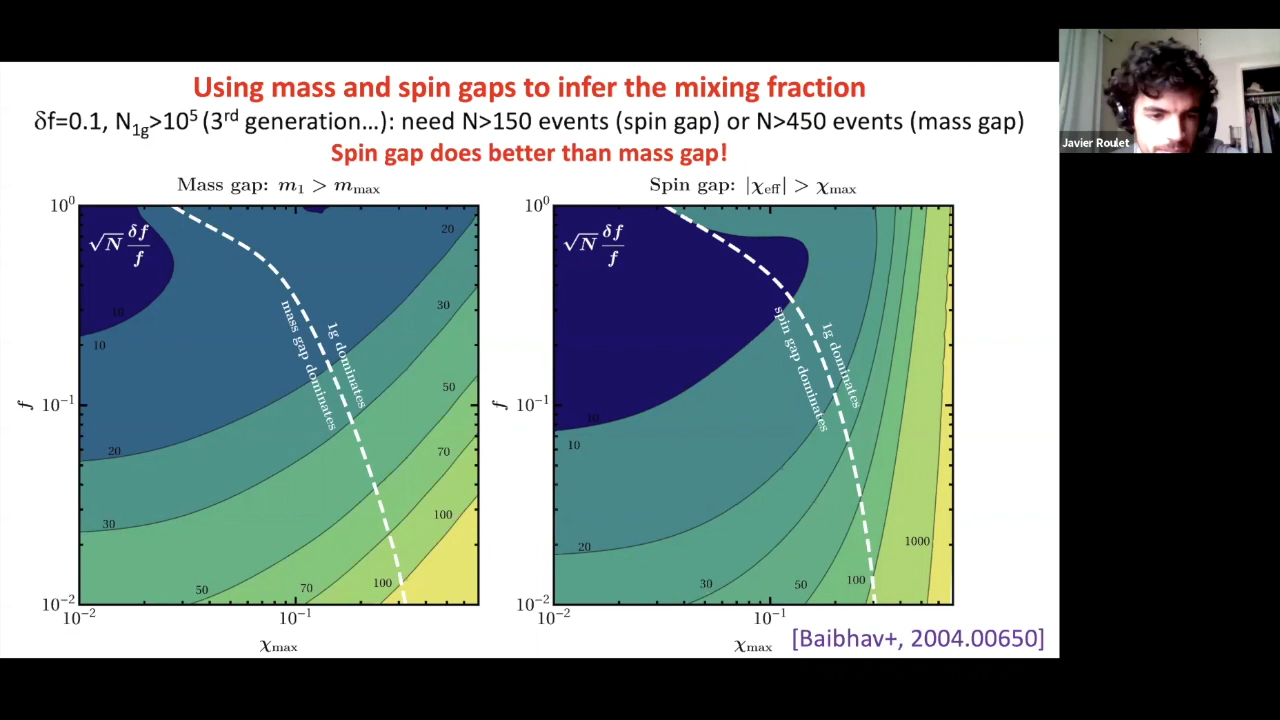 Using mass and spin gaps to infer the mixing fraction
δf=0.1, N1g>10⁵ (3rd generation…): need N>150 events (spin gap) or N>450 events (mass gap)
Spin gap does better than mass gap!
Javier Roulet
Mass gap: m₁ > mmax
10⁰
√N δf/f
20
30
10
10
mass gap dominates
1g dominates
50
f
10⁻¹
20
70
100
30
50
70
100
10⁻²
10⁻²
10⁻¹
χmax
Spin gap: |χeff| > χmax
10⁰
√N δf/f
spin gap dominates
1g dominates
f
10⁻¹
10
10
1000
20
30
50
100
10⁻²
10⁻²
10⁻¹
χmax
[Baibhav+, 2004.00650]